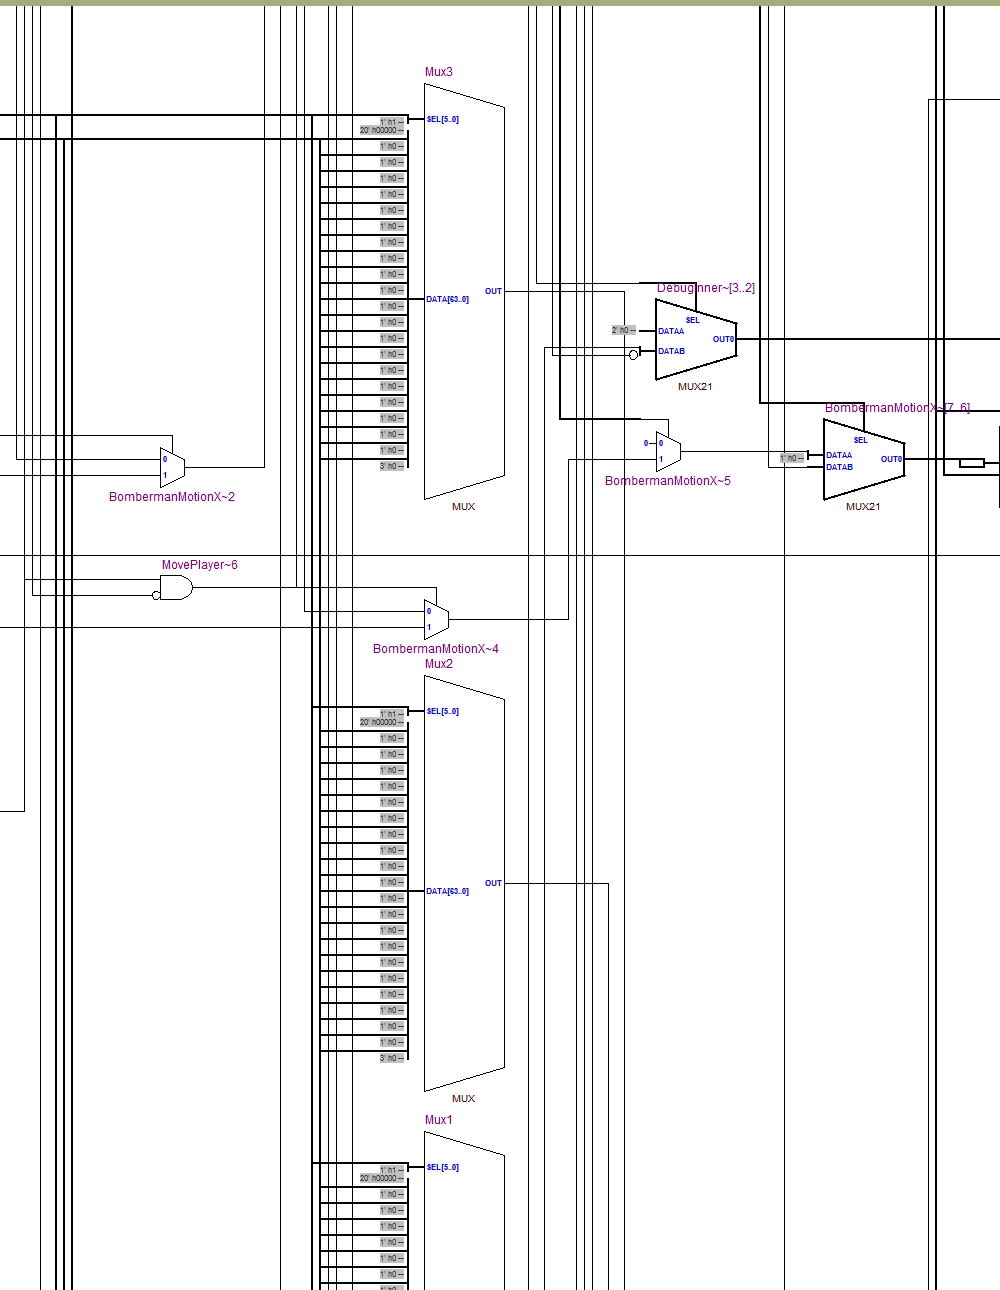 Mux3
1' h1
SEL[5..0]
20' h00000
1' h0
1' h0
1' h0
1' h0
1' h0
1' h0
1' h0
1' h0
1' h0
1' h0
DATA[63..0]
OUT
1' h0
1' h0
1' h0
1' h0
1' h0
1' h0
1' h0
1' h0
1' h0
1' h0
3' h0
MUX
Debuginner~[3..2]
SEL
2' h0
DATAA
DATAB
OUT0
MUX21
BombermanMotionX~[7..6]
SEL
1' h0
DATAA
DATAB
OUT0
MUX21
0
0
1
BombermanMotionX~5
0
1
BombermanMotionX~2
MovePlayer~6
0
1
BombermanMotionX~4
Mux2
1' h1
SEL[5..0]
20' h00000
1' h0
1' h0
1' h0
1' h0
1' h0
1' h0
1' h0
1' h0
1' h0
1' h0
DATA[63..0]
OUT
1' h0
1' h0
1' h0
1' h0
1' h0
1' h0
1' h0
1' h0
1' h0
1' h0
3' h0
MUX
Mux1
1' h1
SEL[5..0]
20' h00000
1' h0
1' h0
1' h0
1' h0
1' h0
1' h0
1' h0